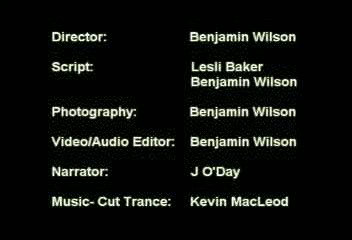 Director: Benjamin Wilson
Script: Lesli Baker
Benjamin Wilson
Photography: Benjamin Wilson
Video/Audio Editor: Benjamin Wilson
Narrator: J O'Day
Music- Cut Trance: Kevin MacLeod